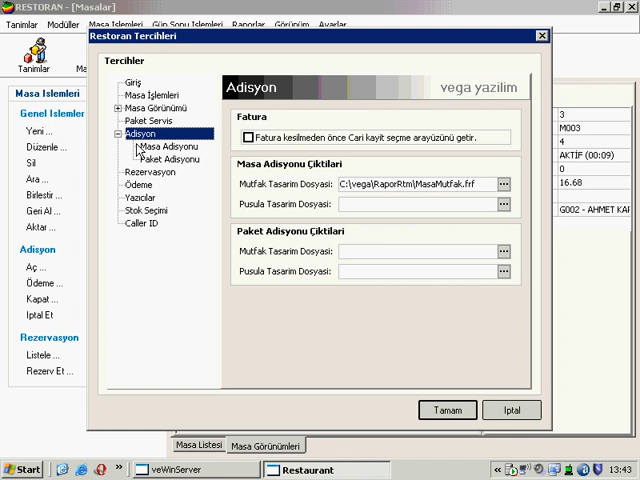 RESTORAN - [Masalar]
Tanimlar Modüller Masa Islemleri Gün Sonu Islemleri Raporlar Görünüm Ayarlar
Tanimlar
Masa Islemleri
Genel Islemler
Yeni ...
Düzenle ...
Sil
Ara ...
Birlestir ...
Geri Al ...
Aktar ...
Adisyon
Aç ...
Ödeme ...
Kapat ...
Iptal Et
Rezervasyon
Listele ...
Rezerv Et ...
Restoran Tercihleri
Tercihler
Giriş
Masa İşlemleri
Masa Görünümü
Paket Servis
Adisyon
Masa Adisyonu
Paket Adisyonu
Rezervasyon
Ödeme
Yazıcılar
Stok Seçimi
Caller ID
Adisyon
vega yazilim
Fatura
Fatura kesilmeden önce Cari kayit seçme arayüzünü getir.
Masa Adisyonu Çiktilari
Mutfak Tasarim Dosyasi: C:\vega\RaporRtm\MasaMutfak.frf ...
Pusula Tasarim Dosyasi: ...
Paket Adisyonu Çiktilari
Mutfak Tasarim Dosyasi: ...
Pusula Tasarim Dosyasi: ...
Tamam Iptal
3
M003
4
AKTİF (00:09)
0
16.68
G002 - AHMET KAR
Masa Listesi Masa Görünümleri
Start veWinServer Restaurant 13:43